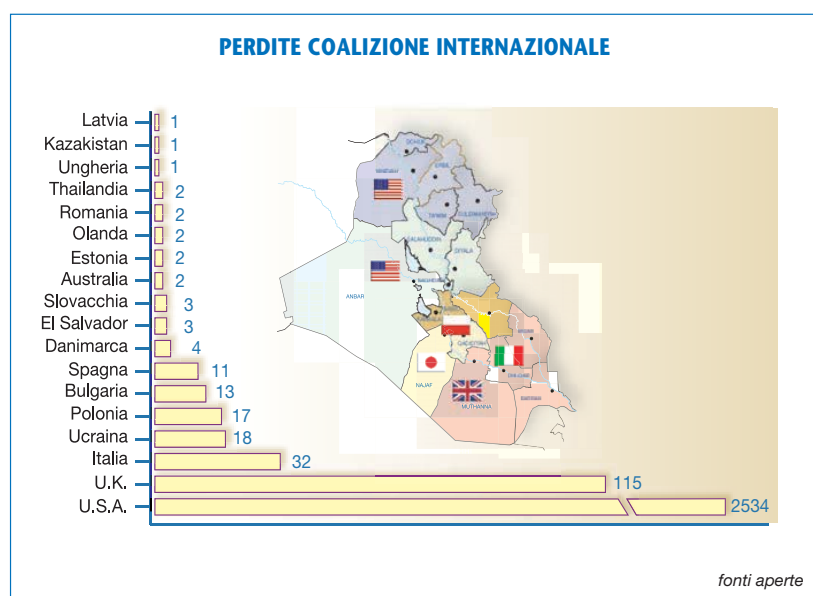 PERDITE COALIZIONE INTERNAZIONALE
Latvia 1
Kazakistan 1
Ungheria 1
Thailandia 2
Romania 2
Olanda 2
Estonia 2
Australia 2
Slovacchia 3
El Salvador 3
Danimarca 4
Spagna 11
Bulgaria 13
Polonia 17
Ucraina 18
Italia 32
U.K. 115
U.S.A. 2534
SALAHUDDIN
DIYALA
ANBAR
NAJAF
MUTHANNA
fonti aperte